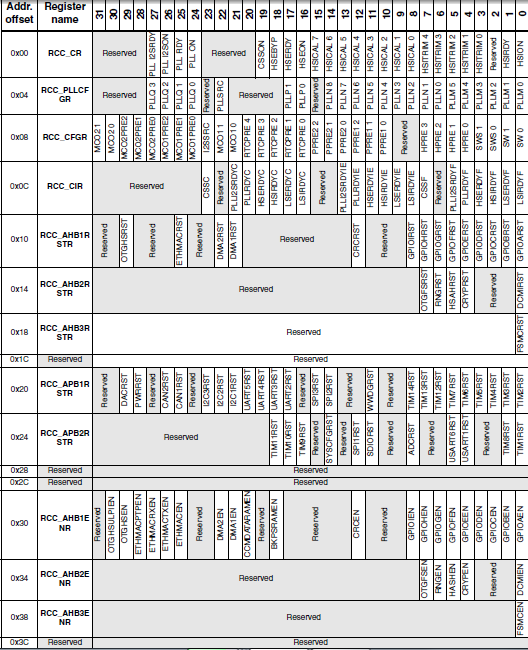 Addr. offset Register name 31 30 29 28 27 26 25 24 23 22 21 20 19 18 17 16 15 14 13 12 11 10 9 8 7 6 5 4 3 2 1 0
0x00 RCC_CR Reserved PLL I2SRDY PLL I2SON PLL RDY PLL ON Reserved CSSON HSEBYP HSERDY HSEON HSICAL 7 HSICAL 6 HSICAL 5 HSICAL 4 HSICAL 3 HSICAL 2 HSICAL 1 HSICAL 0 HSITRIM 4 HSITRIM 3 HSITRIM 2 HSITRIM 1 HSITRIM 0 Reserved HSIRDY HSION
0x04 RCC_PLLCFGR Reserved PLLQ 3 PLLQ 2 PLLQ 1 PLLQ 0 Reserved PLLSRC Reserved PLLP 1 PLLP 0 Reserved PLLN 8 PLLN 7 PLLN 6 PLLN 5 PLLN 4 PLLN 3 PLLN 2 PLLN 1 PLLN 0 PLLM 5 PLLM 4 PLLM 3 PLLM 2 PLLM 1 PLLM 0
0x08 RCC_CFGR MCO2 1 MCO2 0 MCO2PRE2 MCO2PRE1 MCO2PRE0 MCO1PRE2 MCO1PRE1 MCO1PRE0 I2SSRC MCO1 1 MCO1 0 RTCPRE 4 RTCPRE 3 RTCPRE 2 RTCPRE 1 RTCPRE 0 PPRE2 2 PPRE2 1 PPRE2 0 PPRE1 2 PPRE1 1 PPRE1 0 Reserved HPRE 3 HPRE 2 HPRE 1 HPRE 0 SWS 1 SWS 0 SW 1 SW 0
0x0C RCC_CIR Reserved CSSC Reserved PLLI2SRDYC PLLRDYC HSERDYC HSIRDYC LSERDYC LSIRDYC Reserved PLLI2SRDYIE PLLRDYIE HSERDYIE HSIRDYIE LSERDYIE LSIRDYIE CSSF Reserved PLLI2SRDYF PLLRDYF HSERDYF HSIRDYF LSERDYF LSIRDYF
0x10 RCC_AHB1RSTR Reserved OTGHSRST Reserved ETHMACRST Reserved DMA2RST DMA1RST Reserved CRCRST Reserved GPIOIRST GPIOHRST GPIOGRST GPIOFRST GPIOERST GPIODRST GPIOCRST GPIOBRST GPIOARST
0x14 RCC_AHB2RSTR Reserved OTGFSRST RNGRST HSAHRST CRYPRST Reserved DCMIRST
0x18 RCC_AHB3RSTR Reserved FSMCRST
0x1C Reserved Reserved
0x20 RCC_APB1RSTR Reserved DACRST PWRRST Reserved CAN2RST CAN1RST Reserved I2C3RST I2C2RST I2C1RST UART5RST UART4RST UART3RST UART2RST Reserved SPI3RST SPI2RST Reserved WWDGRST Reserved TIM14RST TIM13RST TIM12RST TIM7RST TIM6RST TIM5RST TIM4RST TIM3RST TIM2RST
0x24 RCC_APB2RSTR Reserved TIM11RST TIM10RST TIM9RST Reserved SYSCFGRST Reserved SPI1RST SDIORST Reserved ADCRST Reserved USART6RST USART1RST Reserved TIM8RST TIM1RST
0x28 Reserved Reserved
0x2C Reserved Reserved
0x30 RCC_AHB1ENR Reserved OTGHSULPIEN OTGHSEN ETHMACPTPEN ETHMACRXEN ETHMACTXEN ETHMACEN Reserved DMA2EN DMA1EN CCMDATARAMEN Reserved BKPSRAMEN Reserved CRCEN Reserved GPIOIEN GPIOHEN GPIOGEN GPIOFEN GPIOEEN GPIODEN GPIOCEN GPIOBEN GPIOAEN
0x34 RCC_AHB2ENR Reserved OTGFSEN RNGEN HASHEN CRYPEN Reserved DCMIEN
0x38 RCC_AHB3ENR Reserved FSMCEN
0x3C Reserved Reserved